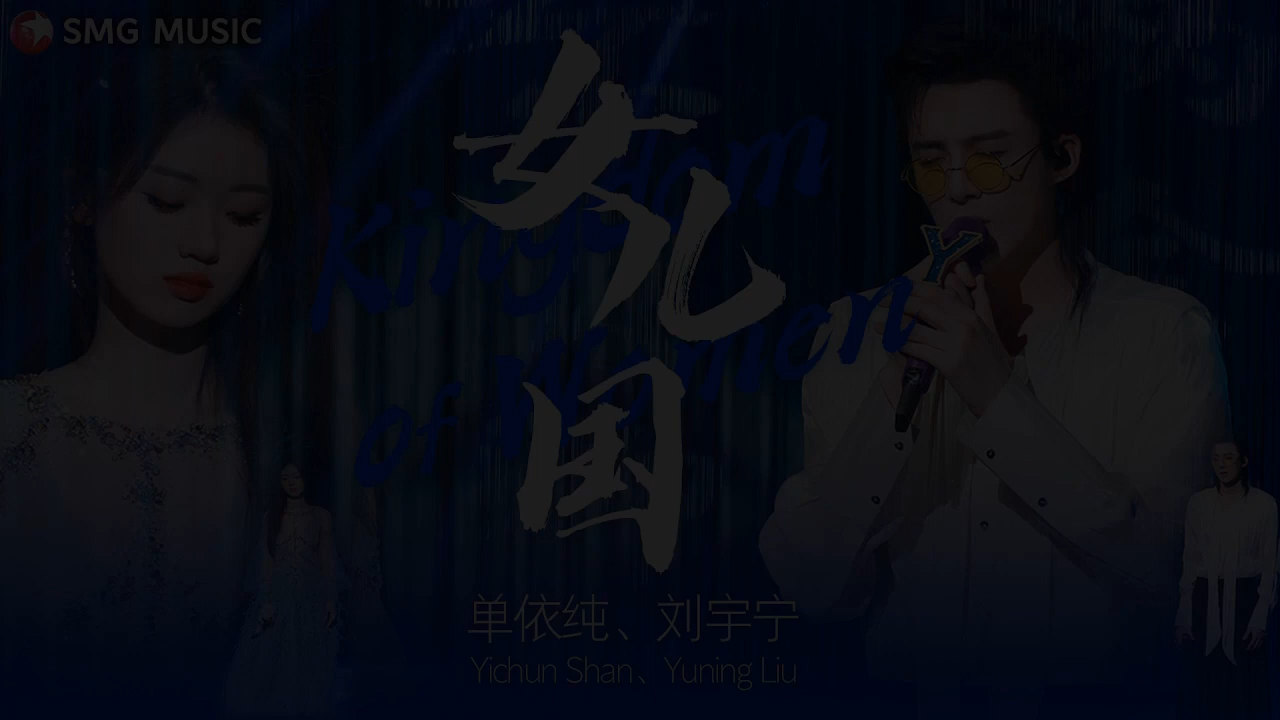 SMG MUSIC
女儿国
Kingdom
of Women
Y
单依纯、刘宇宁
Yichun Shan、Yuning Liu